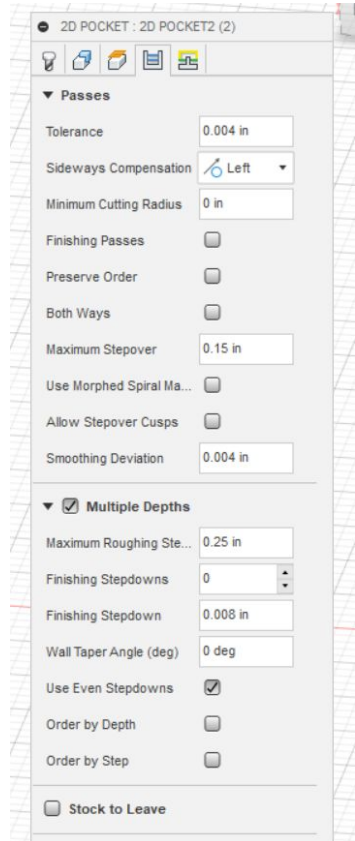 2D POCKET : 2D POCKET2 (2)
Passes
Tolerance 0.004 in
Sideways Compensation Left
Minimum Cutting Radius 0 in
Finishing Passes
Preserve Order
Both Ways
Maximum Stepover 0.15 in
Use Morphed Spiral Ma...
Allow Stepover Cusps
Smoothing Deviation 0.004 in
Multiple Depths
Maximum Roughing Ste... 0.25 in
Finishing Stepdowns 0
Finishing Stepdown 0.008 in
Wall Taper Angle (deg) 0 deg
Use Even Stepdowns
Order by Depth
Order by Step
Stock to Leave